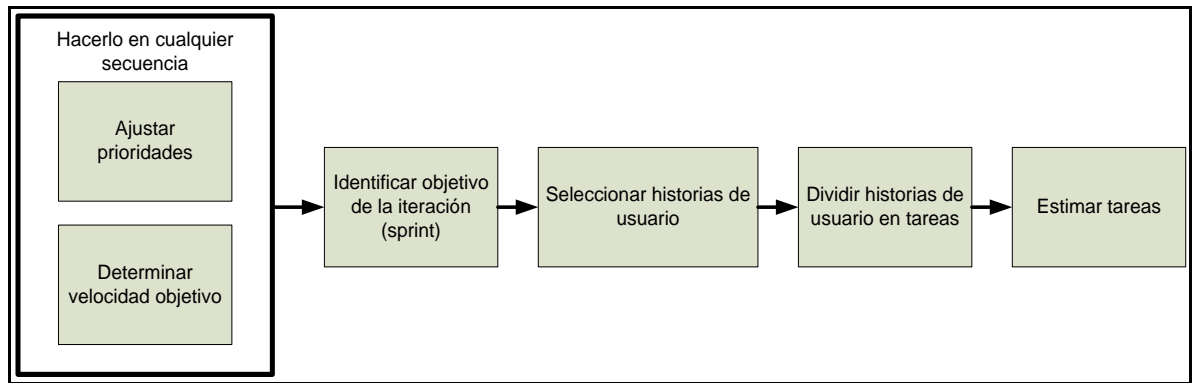 Hacerlo en cualquier
secuencia
Ajustar
prioridades
Determinar
velocidad objetivo
Identificar objetivo
de la iteración
(sprint)
Seleccionar historias de
usuario
Dividir historias de
usuario en tareas
Estimar tareas